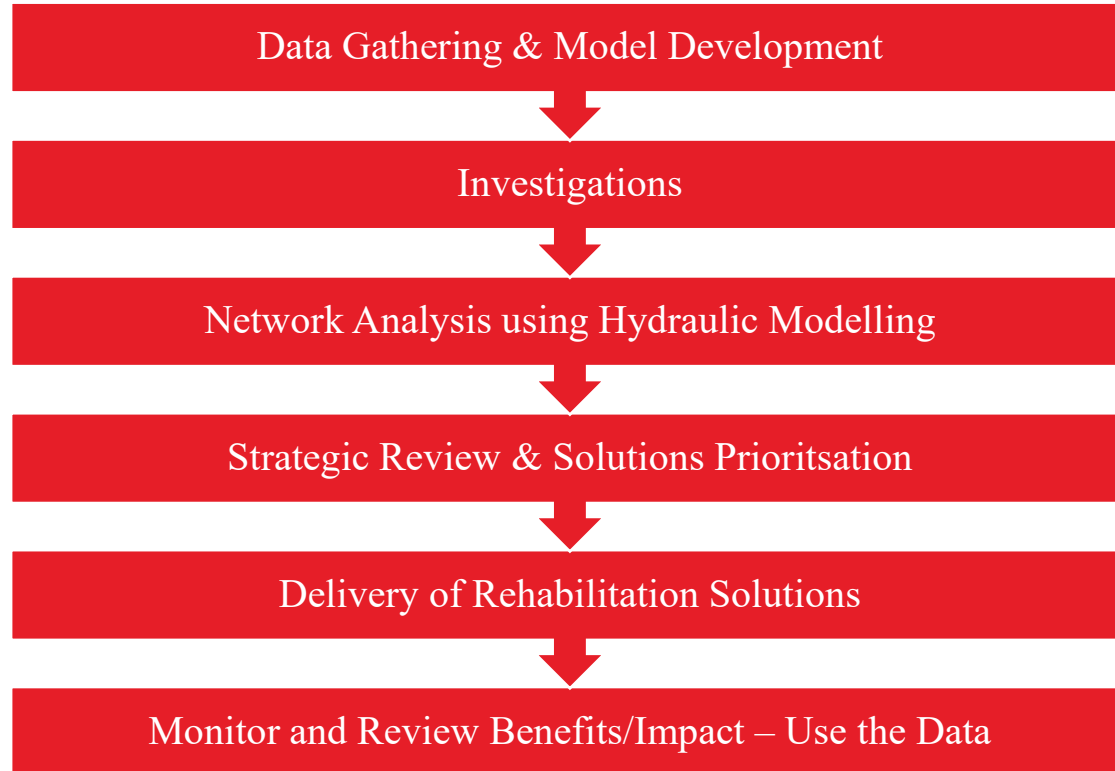 Data Gathering & Model Development
Investigations
Network Analysis using Hydraulic Modelling
Strategic Review & Solutions Prioritsation
Delivery of Rehabilitation Solutions
Monitor and Review Benefits/Impact – Use the Data